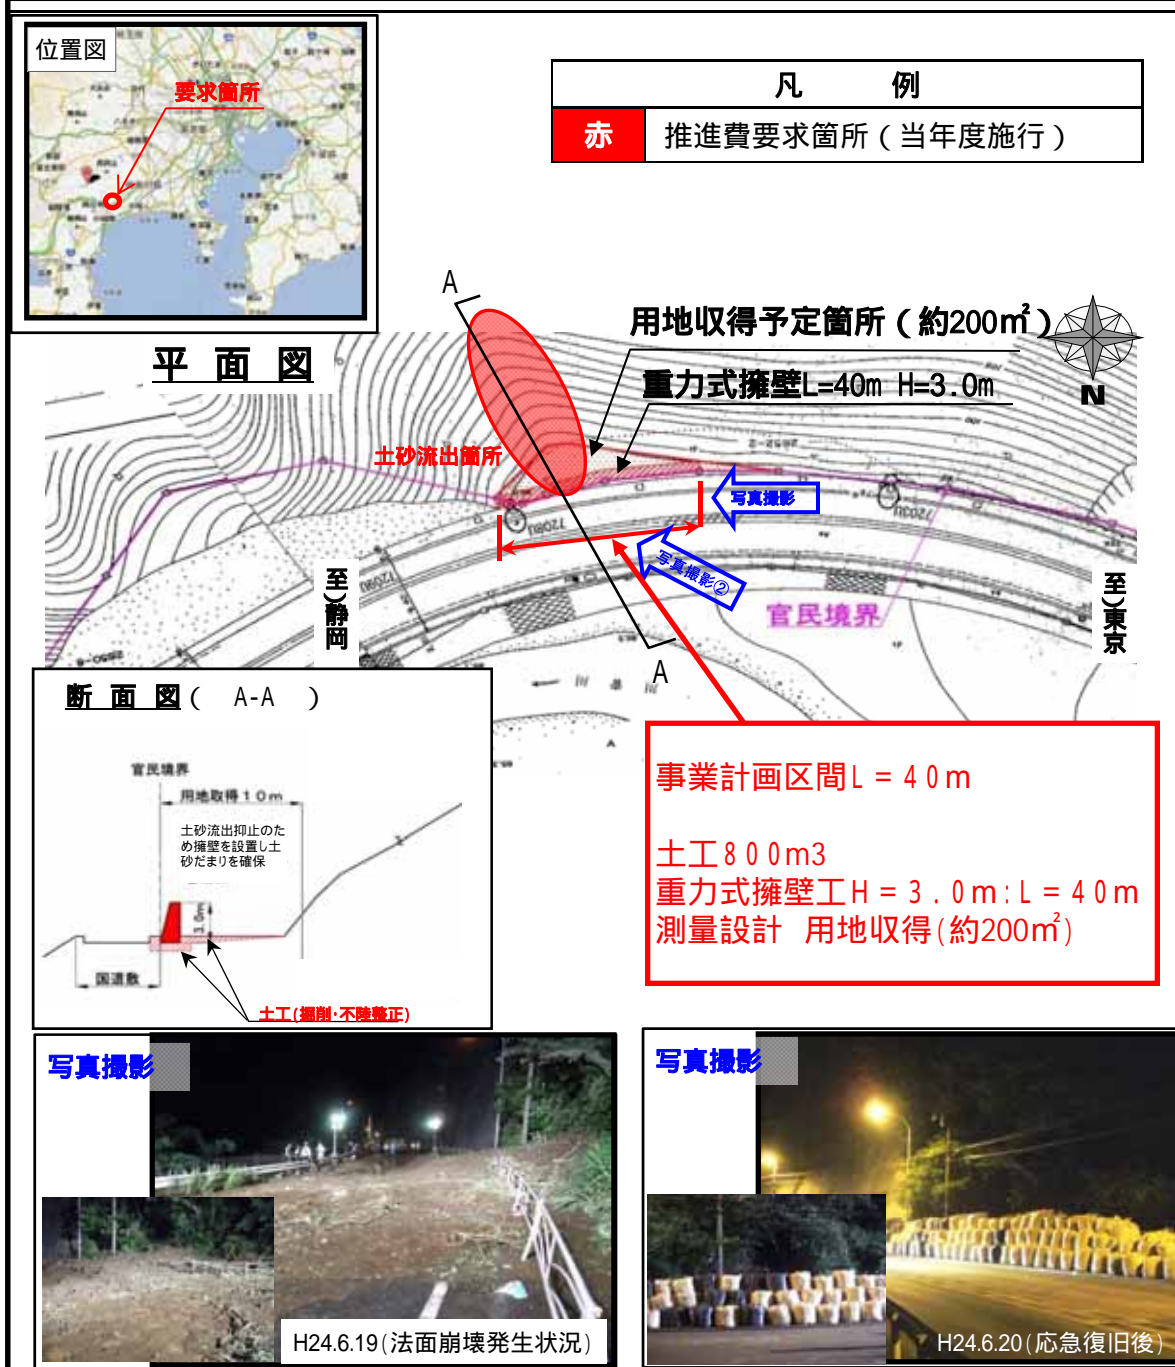 位置図
要求箇所
凡 例
赤 推進費要求箇所(当年度施行)
平 面 図
A
用地収得予定箇所(約200㎡)
重力式擁壁L=40m H=3.0m
N
土砂流出箇所
写真撮影
写真撮影②
官民境界
至)静岡
至)東京
A
断 面 図( A-A )
官民境界
用地取得10m
土砂流出抑止のた
め擁壁を設置し土
砂だまりを確保
3.0m
国道敷
土工(掘削・不陸整正)
事業計画区間L=40m
土工800m3
重力式擁壁工H=3.0m:L=40m
測量設計 用地収得(約200㎡)
写真撮影
H24.6.19(法面崩壊発生状況)
写真撮影
H24.6.20(応急復旧後)